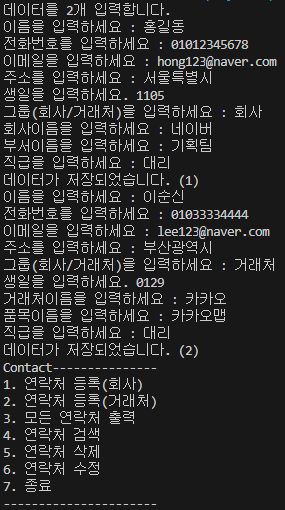 데이터를 2개 입력합니다.
이름을 입력하세요 : 홍길동
전화번호를 입력하세요 : 01012345678
이메일을 입력하세요 : hong123@naver.com
주소를 입력하세요 : 서울특별시
생일을 입력하세요. 1105
그룹(회사/거래처)을 입력하세요 : 회사
회사이름을 입력하세요 : 네이버
부서이름을 입력하세요 : 기획팀
직급을 입력하세요 : 대리
데이터가 저장되었습니다. (1)
이름을 입력하세요 : 이순신
전화번호를 입력하세요 : 01033334444
이메일을 입력하세요 : lee123@naver.com
주소를 입력하세요 : 부산광역시
그룹(회사/거래처)을 입력하세요 : 거래처
생일을 입력하세요. 0129
거래처이름을 입력하세요 : 카카오
품목이름을 입력하세요 : 카카오맵
직급을 입력하세요 : 대리
데이터가 저장되었습니다. (2)
Contact---------------
1. 연락처 등록(회사)
2. 연락처 등록(거래처)
3. 모든 연락처 출력
4. 연락처 검색
5. 연락처 삭제
6. 연락처 수정
7. 종료
----------------------